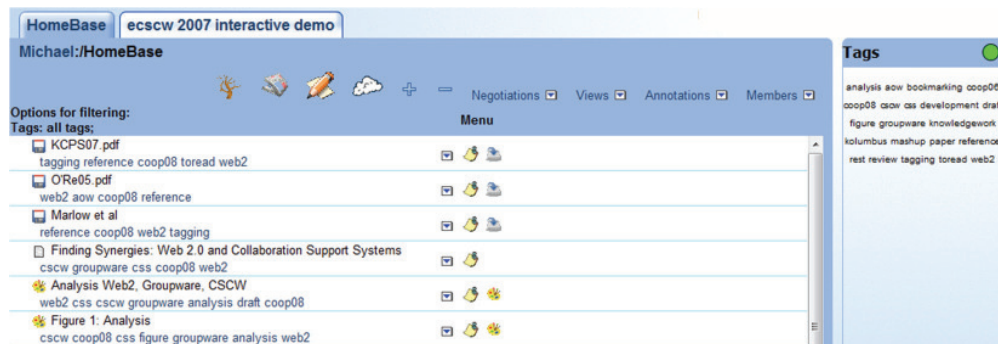 HomeBase
ecscw 2007 interactive demo
Michael:/HomeBase
Negotiations Views Annotations Members
Options for filtering:
Tags: all tags;
Menu
KCPS07.pdf
tagging reference coop08 toread web2
O'Re05.pdf
web2 aow coop08 reference
Marlow et al
reference coop08 web2 tagging
Finding Synergies: Web 2.0 and Collaboration Support Systems
cscw groupware css coop08 web2
Analysis Web2, Groupware, CSCW
web2 css cscw groupware analysis draft coop08
Figure 1: Analysis
cscw coop08 css figure groupware analysis web2
Tags
analysis aow bookmarking coop06
coop08 cscw css development draft
figure groupware knowledgework
kolumbus mashup paper reference
rest review tagging toread web2